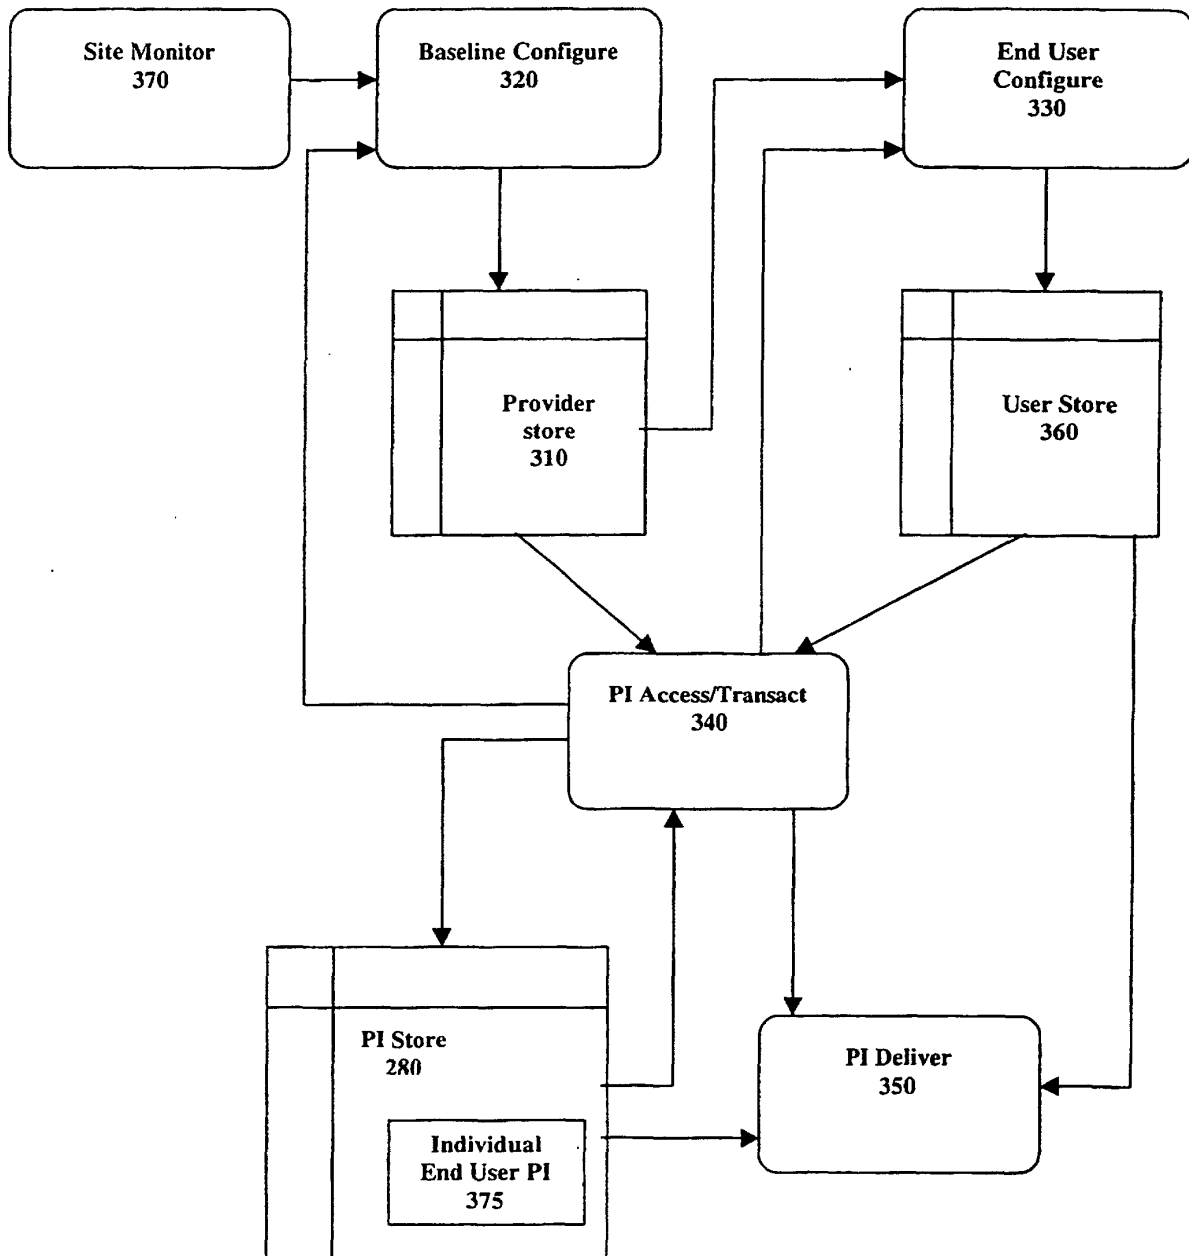 Site Monitor
370
Baseline Configure
320
End User
Configure
330
Provider
store
310
User Store
360
PI Access/Transact
340
PI Store
280
PI Deliver
350
Individual
End User PI
375